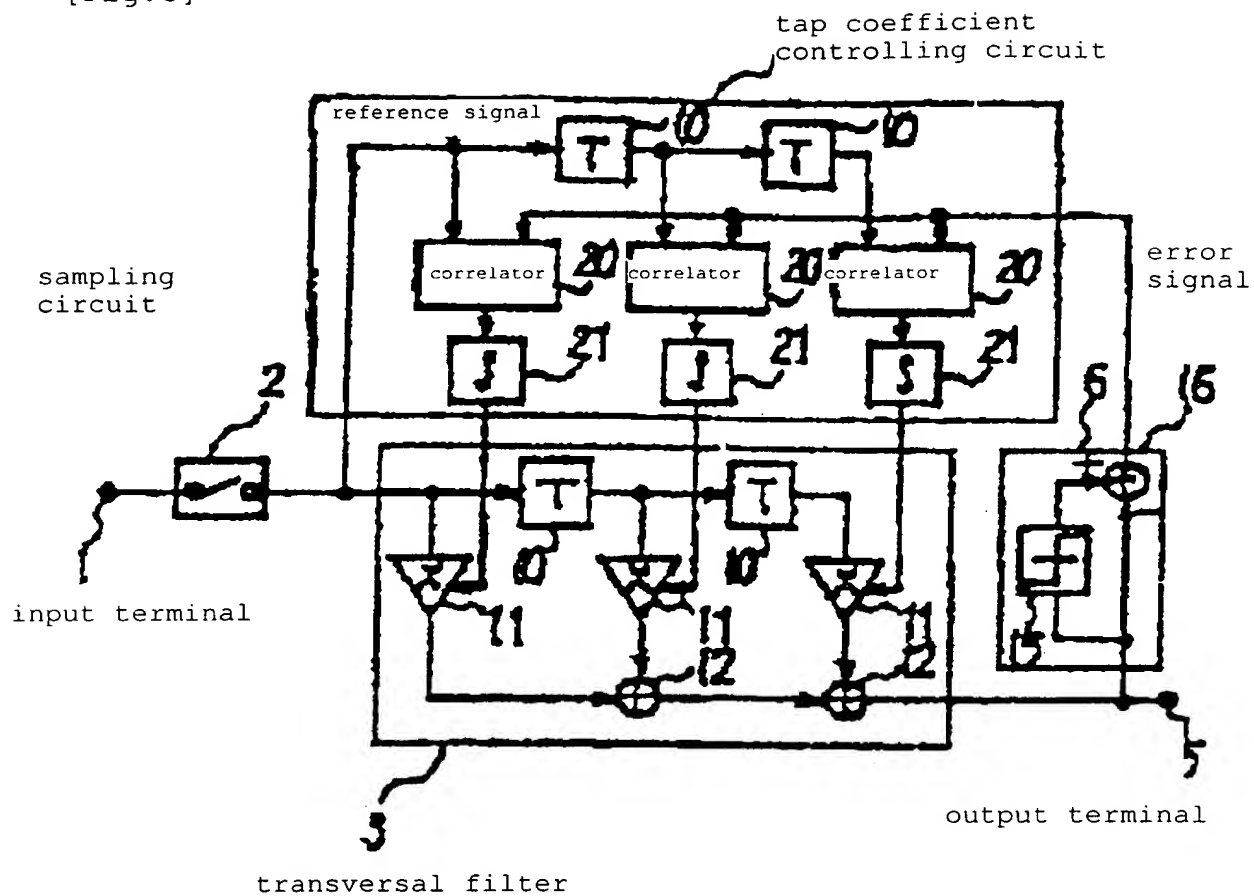 tap coefficient
controlling circuit
reference signal
10
10
T
T
error
signal
sampling
circuit
correlator
20
correlator
20
correlator
20
21
21
21
2
6
16
T
T
10
10
input terminal
11
11
11
12
12
3
5
output terminal
transversal filter